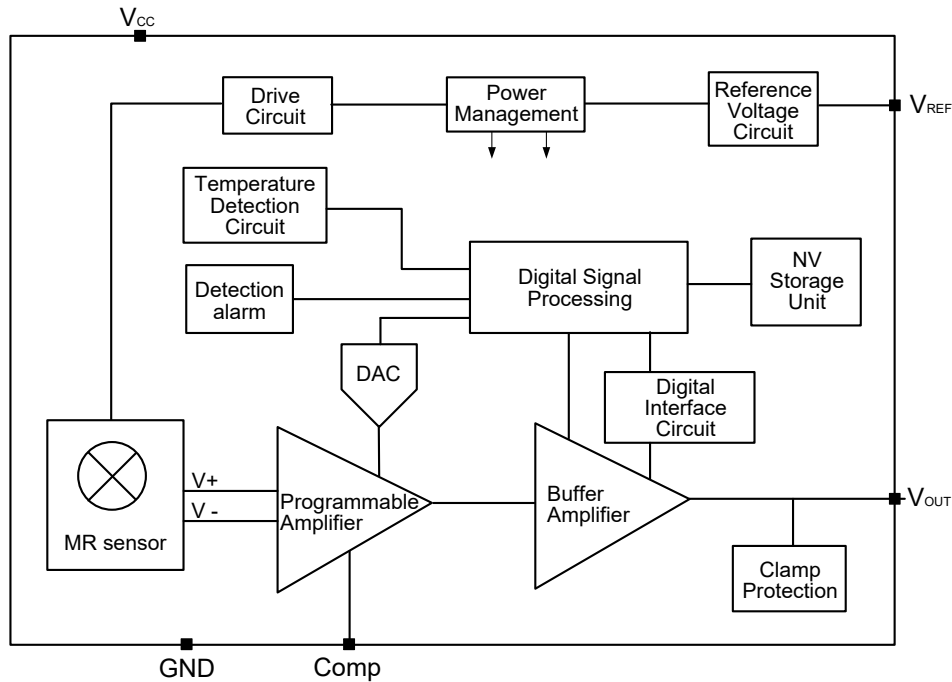 VCC
Drive
Circuit
Power
Management
Reference
Voltage
Circuit
VREF
Temperature
Detection
Circuit
Digital Signal
Processing
NV
Storage
Unit
Detection
alarm
DAC
Digital
Interface
Circuit
MR sensor
V+
V -
Programmable
Amplifier
Buffer
Amplifier
VOUT
Clamp
Protection
GND
Comp